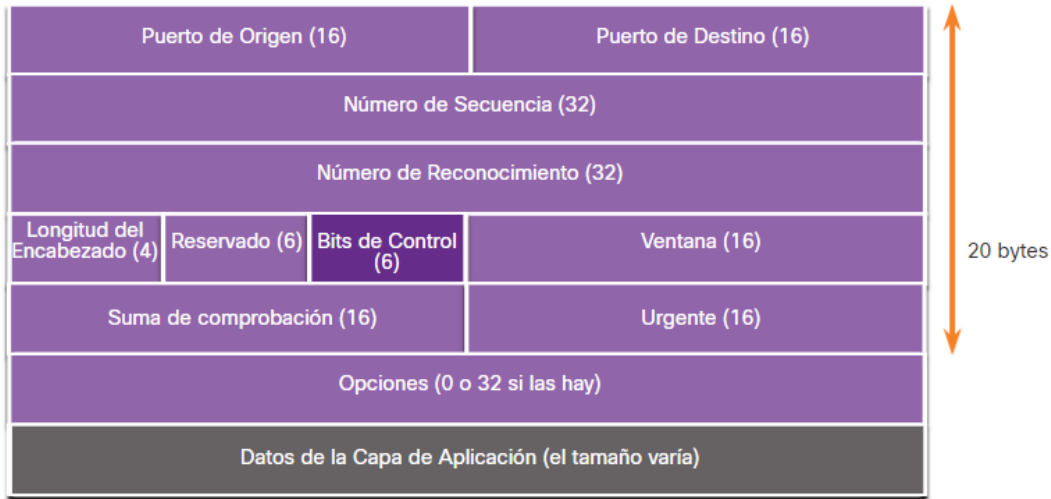 Puerto de Origen (16)
Puerto de Destino (16)
Número de Secuencia (32)
Número de Reconocimiento (32)
Longitud del
Encabezado (4)
Reservado (6)
Bits de Control
(6)
Ventana (16)
20 bytes
Suma de comprobación (16)
Urgente (16)
Opciones (0 o 32 si las hay)
Datos de la Capa de Aplicación (el tamaño varía)